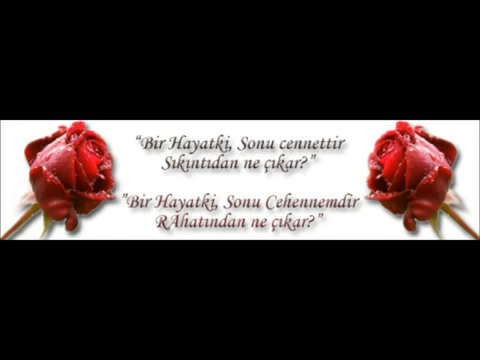 “Bir Hayatki, Sonu cennettir
Sıkıntıdan ne çıkar?”
”Bir Hayatki, Sonu Cehennemdir
RAhatından ne çıkar?”